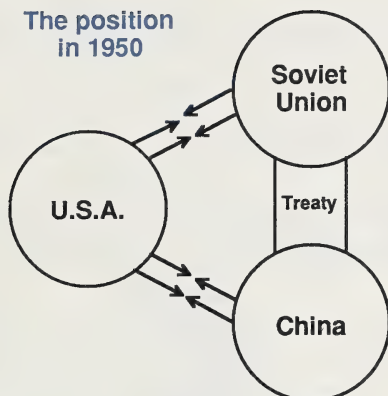 The position
in 1950
Soviet
Union
U.S.A.
Treaty
China